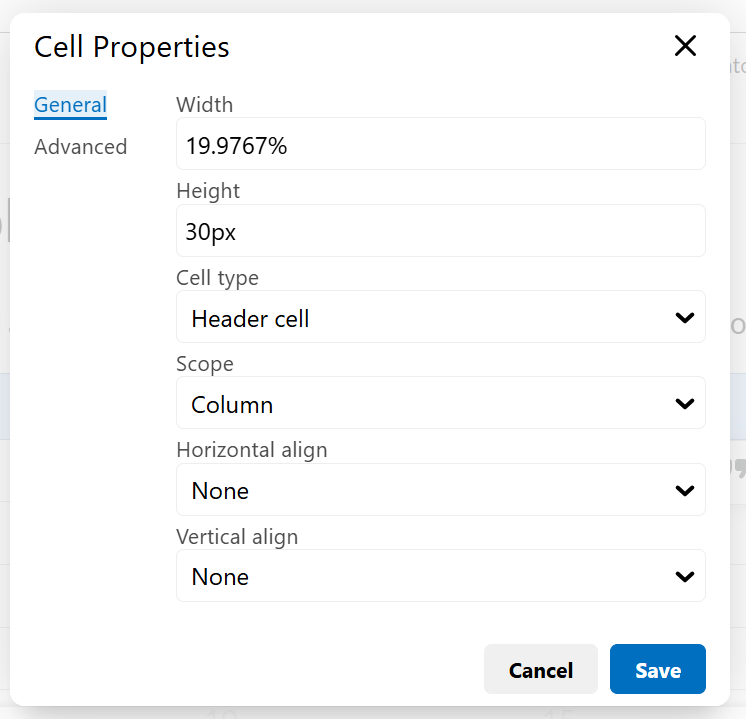 Cell Properties
General
Advanced
Width
19.9767%
Height
30px
Cell type
Header cell
Scope
Column
Horizontal align
None
Vertical align
None
Cancel
Save